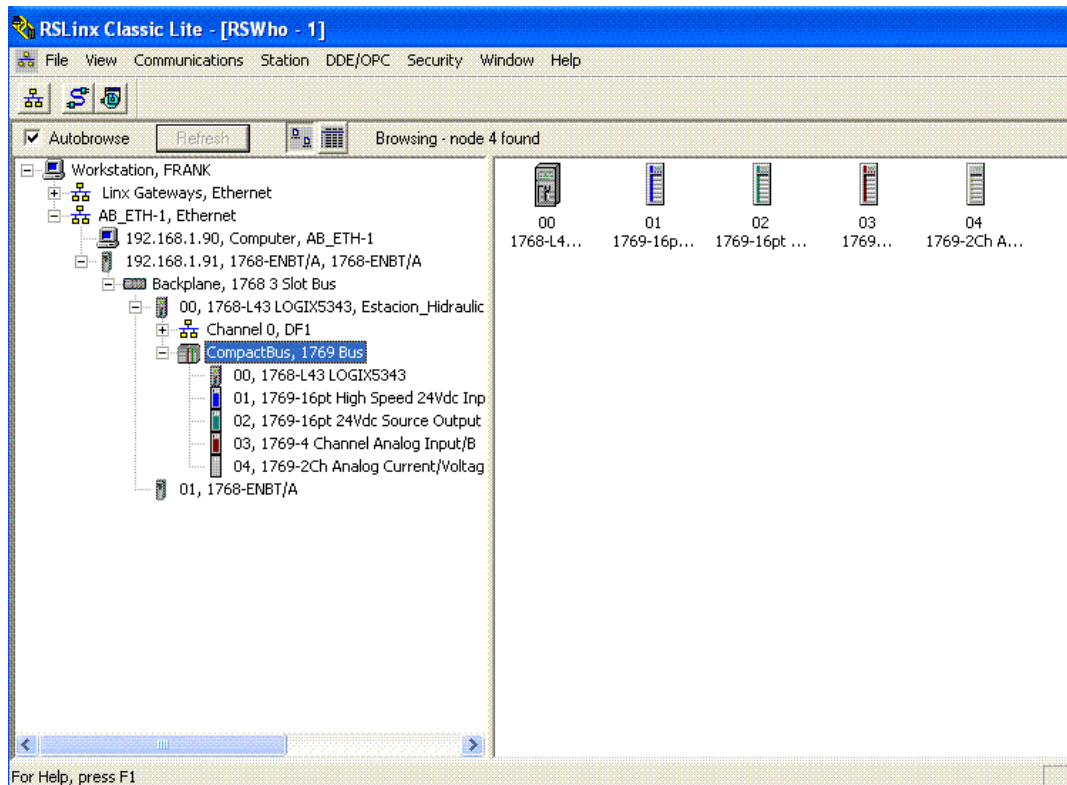 RSLinx Classic Lite - [RSWho - 1]
File View Communications Station DDE/OPC Security Window Help
Autobrowse Refresh Browsing - node 4 found
Workstation, FRANK
Linx Gateways, Ethernet
AB_ETH-1, Ethernet
192.168.1.90, Computer, AB_ETH-1
192.168.1.91, 1768-ENBT/A, 1768-ENBT/A
Backplane, 1768 3 Slot Bus
00, 1768-L43 LOGIX5343, Estacion_Hidraulic
Channel 0, DF1
CompactBus, 1769 Bus
00, 1768-L43 LOGIX5343
01, 1769-16pt High Speed 24Vdc Inp
02, 1769-16pt 24Vdc Source Output
03, 1769-4 Channel Analog Input/B
04, 1769-2Ch Analog Current/Voltag
01, 1768-ENBT/A
00 01 02 03 04
1768-L4... 1769-16p... 1769-16pt ... 1769... 1769-2Ch A...
For Help, press F1